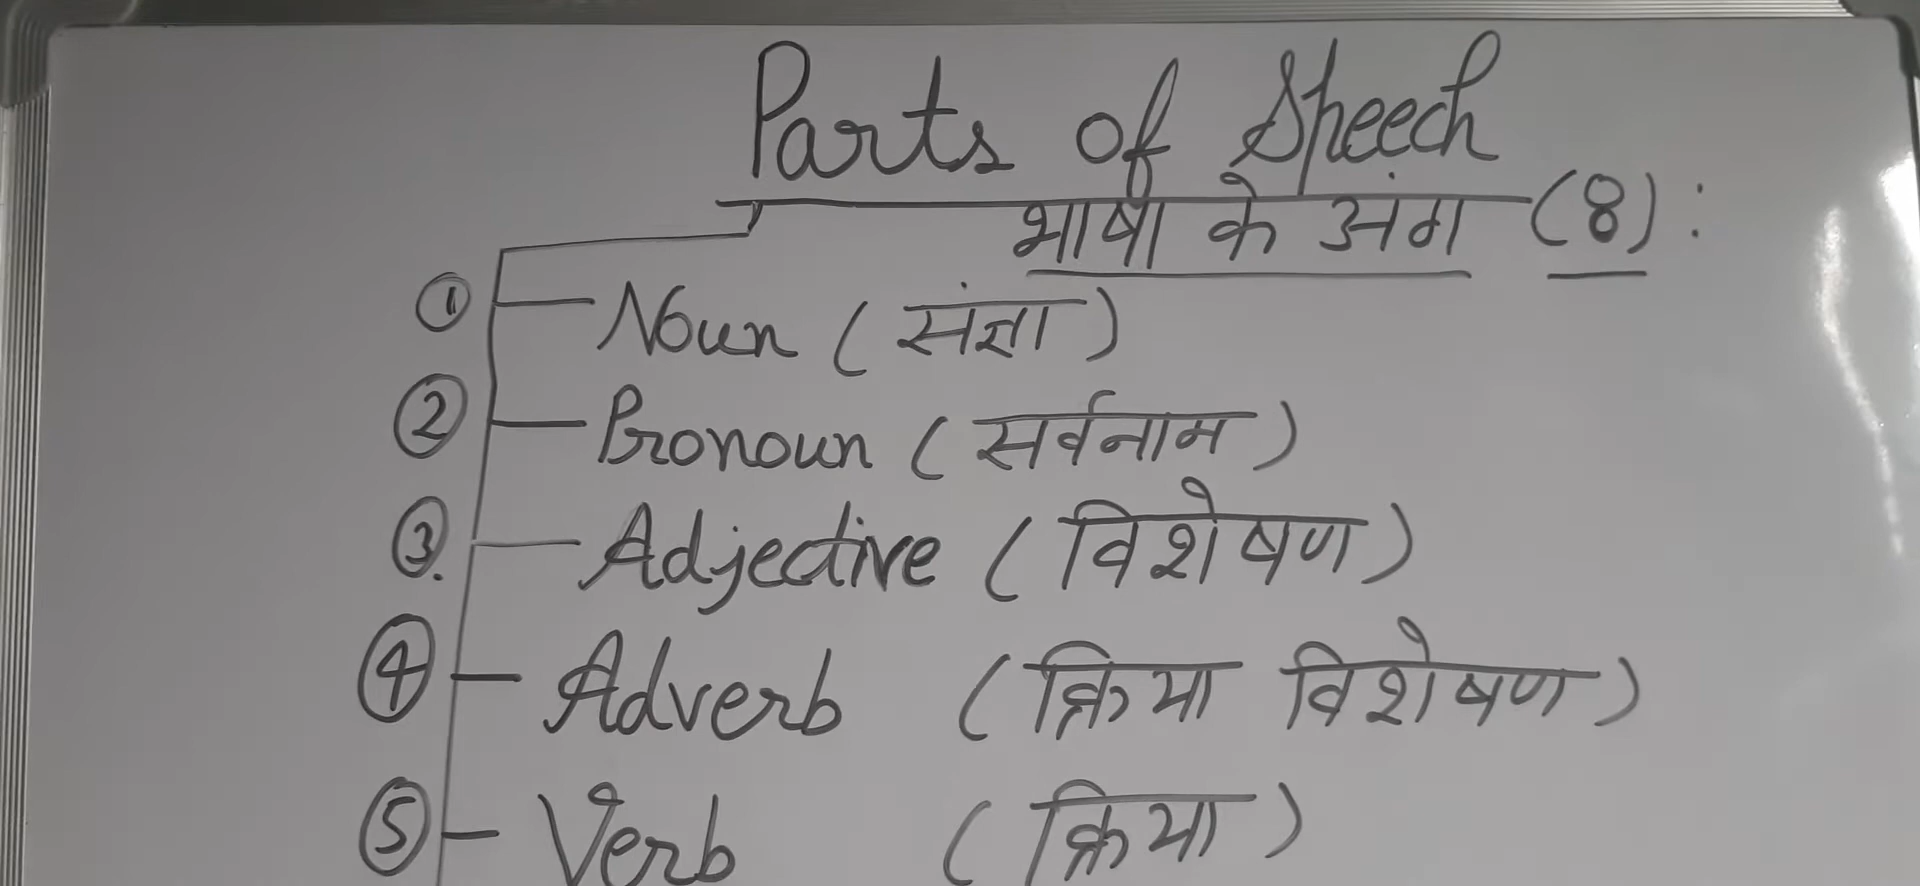 Parts of Speech
भाषा के अंग (8):
① Noun (संज्ञा)
② Pronoun (सर्वनाम)
③. Adjective (विशेषण)
④ Adverb (क्रिया विशेषण)
⑤ Verb (क्रिया)